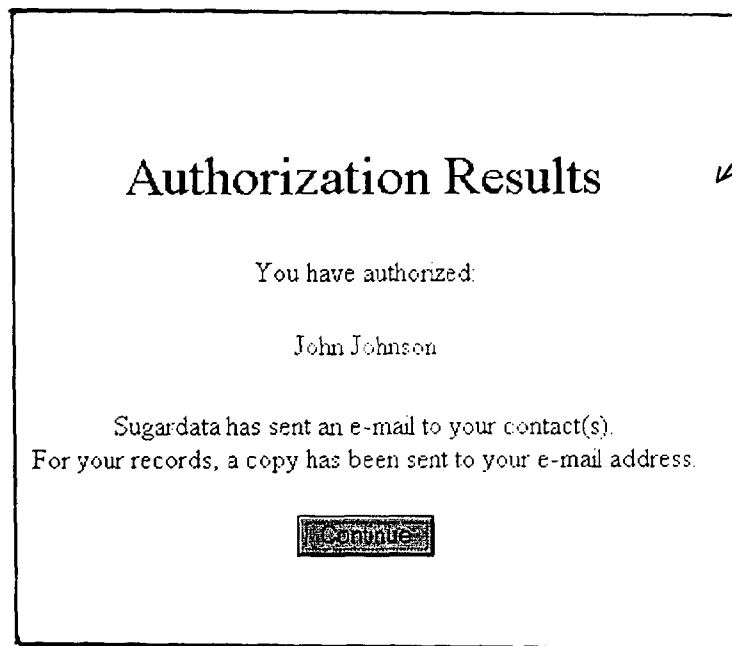 Authorization Results
You have authorized:
John Johnson
Sugardata has sent an e-mail to your contact(s).
For your records, a copy has been sent to your e-mail address.
Continue